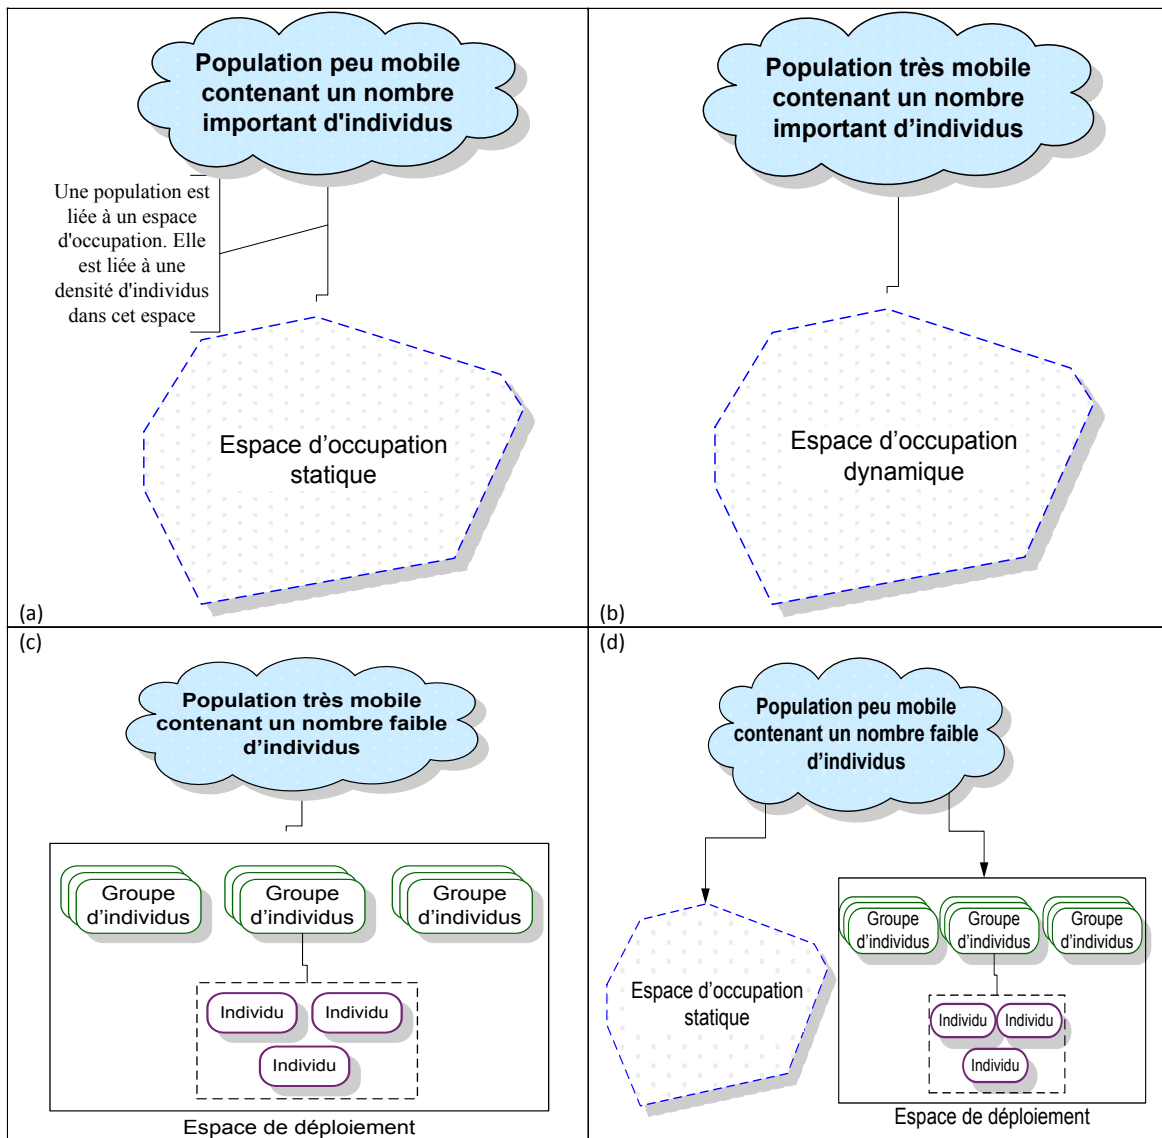 Population peu mobile
contenant un nombre
important d'individus
Une population est
liée à un espace
d'occupation. Elle
est liée à une
densité d'individus
dans cet espace
Espace d’occupation
statique
(a)
Population très mobile
contenant un nombre
important d’individus
Espace d’occupation
dynamique
(b)
(c)
Population très mobile
contenant un nombre faible
d’individus
Groupe
d’individus
Groupe
d’individus
Groupe
d’individus
Individu
Individu
Individu
Espace de déploiement
(d)
Population peu mobile
contenant un nombre faible
d’individus
Espace d’occupation
statique
Groupe
d’individus
Groupe
d’individus
Groupe
d’individus
Individu
Individu
Individu
Espace de déploiement